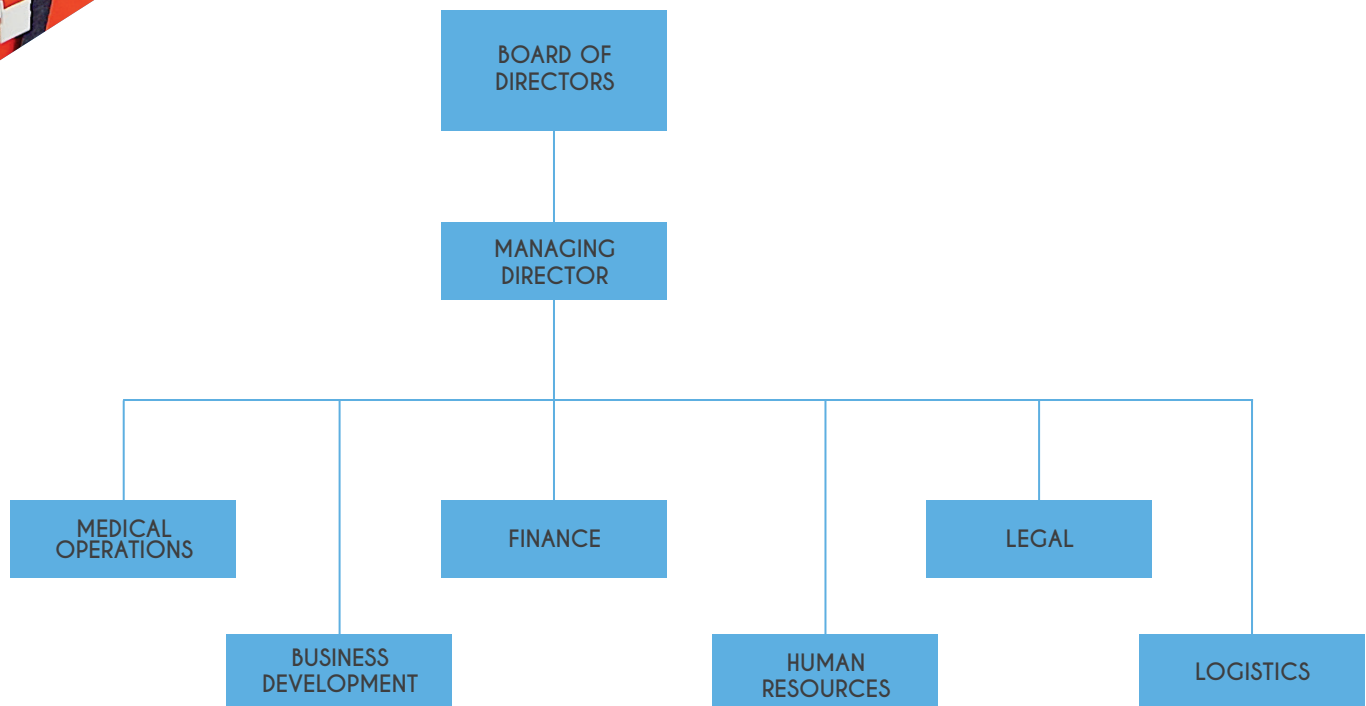 BOARD OF
DIRECTORS
MANAGING
DIRECTOR
MEDICAL
OPERATIONS
FINANCE
LEGAL
BUSINESS
DEVELOPMENT
HUMAN
RESOURCES
LOGISTICS